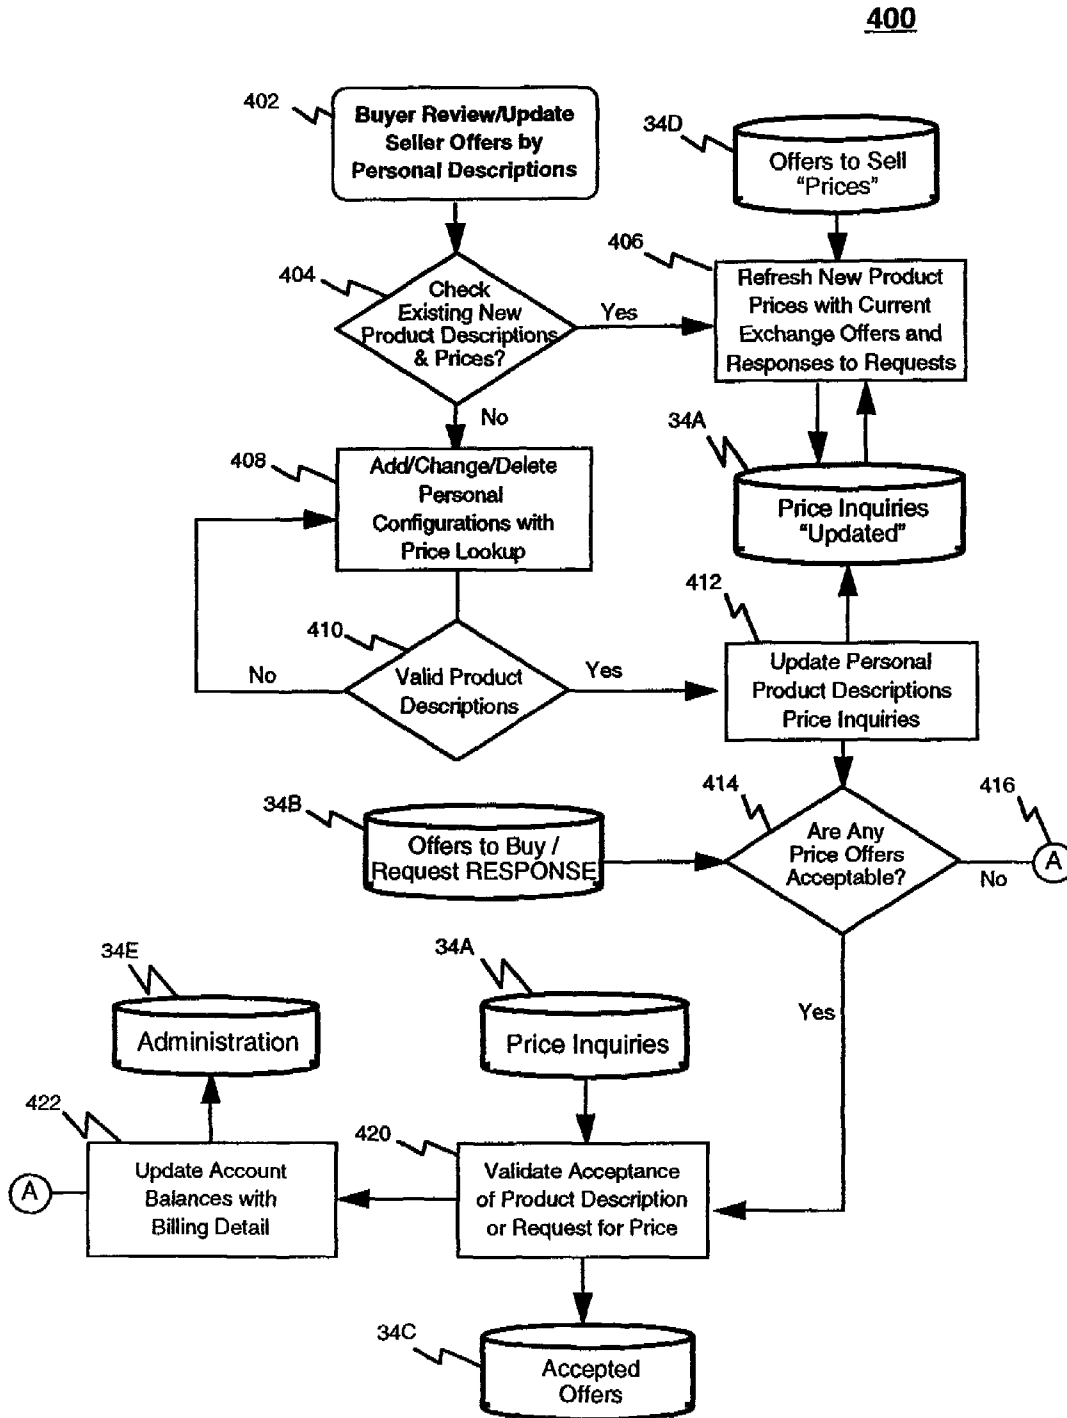 400
402
Buyer Review/Update
Seller Offers by
Personal Descriptions
34D
Offers to Sell
“Prices”
404
Check
Existing New
Product Descriptions
& Prices?
Yes
406
Refresh New Product
Prices with Current
Exchange Offers and
Responses to Requests
No
408
Add/Change/Delete
Personal
Configurations with
Price Lookup
34A
Price Inquiries
“Updated”
410
Valid Product
Descriptions
No
Yes
412
Update Personal
Product Descriptions
Price Inquiries
34B
Offers to Buy /
Request RESPONSE
414
Are Any
Price Offers
Acceptable?
No
416
A
Yes
34E
Administration
34A
Price Inquiries
422
Update Account
Balances with
Billing Detail
A
420
Validate Acceptance
of Product Description
or Request for Price
34C
Accepted
Offers